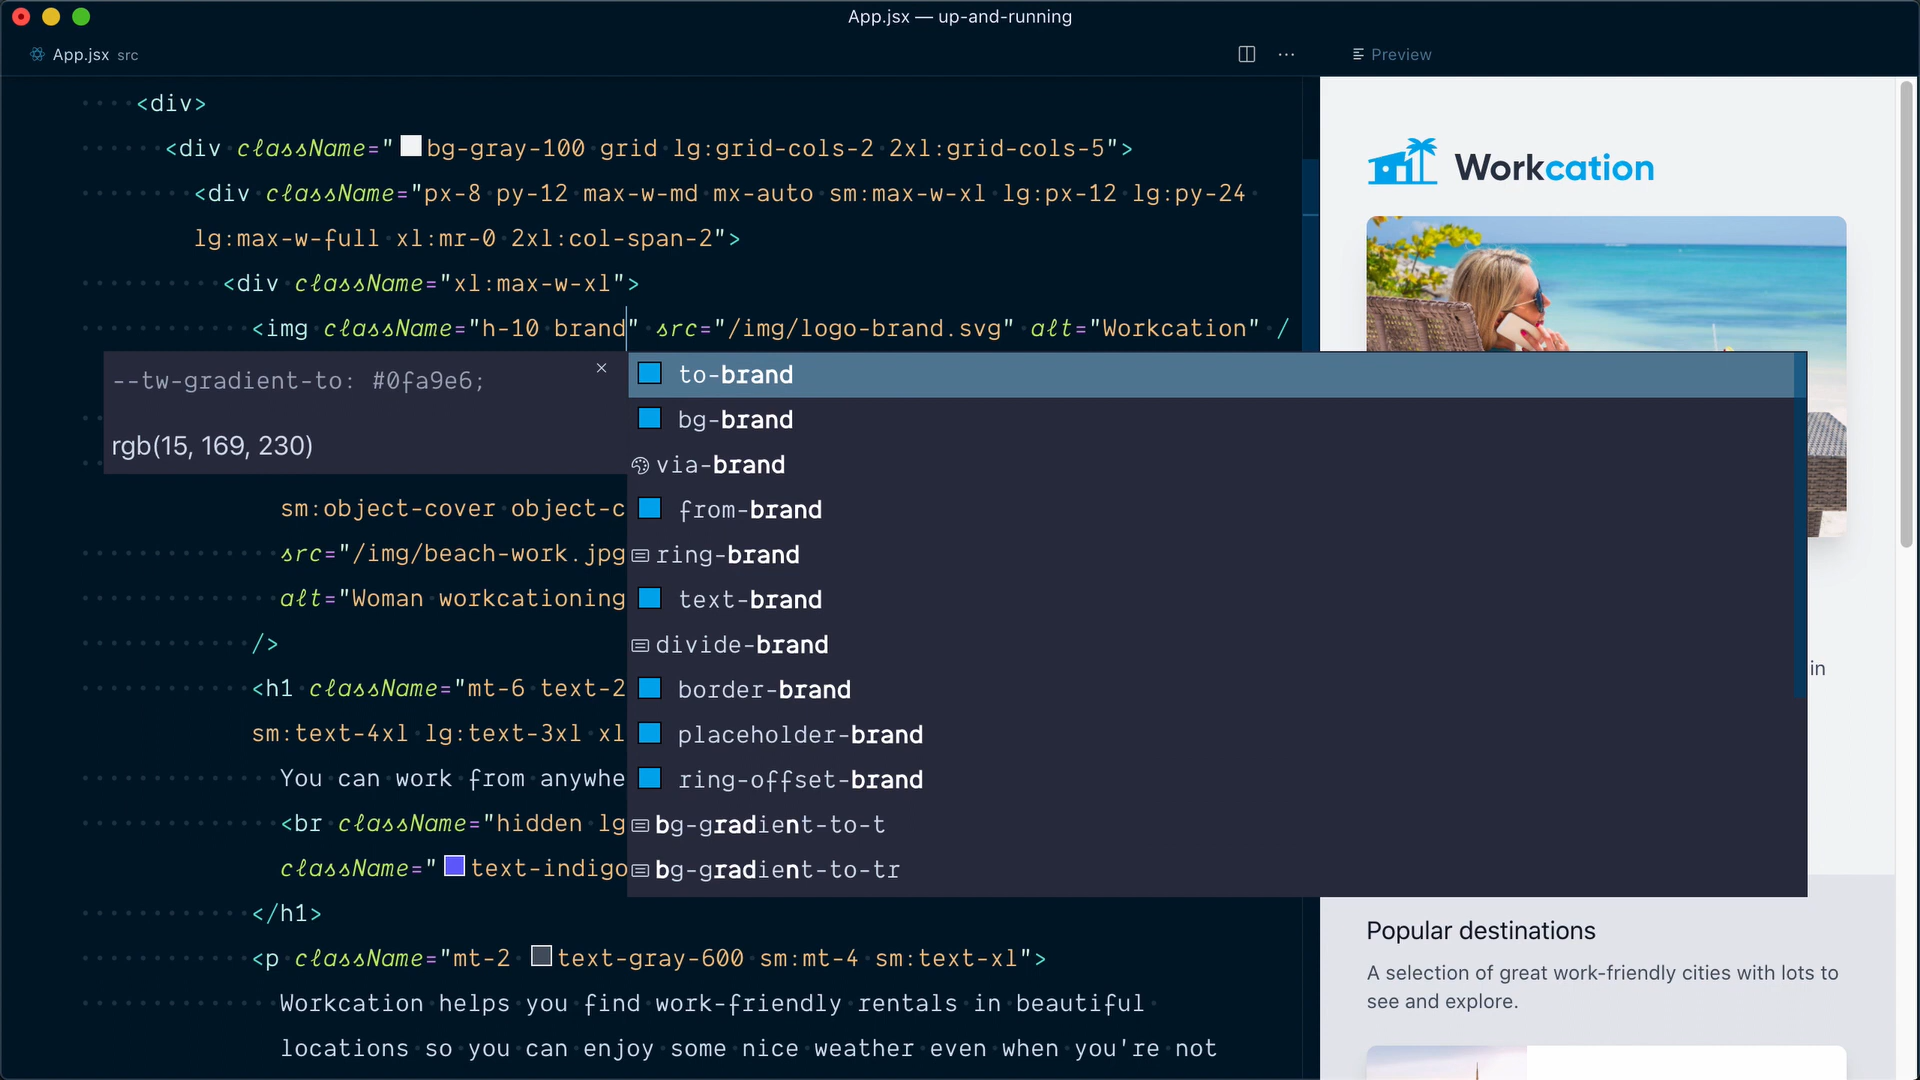 App.jsx — up-and-running
App.jsx src
Preview
<div>
<div className="bg-gray-100 grid lg:grid-cols-2 2xl:grid-cols-5">
<div className="px-8 py-12 max-w-md mx-auto sm:max-w-xl lg:px-12 lg:py-24
lg:max-w-full xl:mr-0 2xl:col-span-2">
<div className="xl:max-w-xl">
<img className="h-10 brand" src="/img/logo-brand.svg" alt="Workcation" /
--tw-gradient-to: #0fa9e6;
rgb(15, 169, 230)
to-brand
bg-brand
via-brand
from-brand
ring-brand
text-brand
divide-brand
border-brand
placeholder-brand
ring-offset-brand
bg-gradient-to-t
bg-gradient-to-tr
sm:object-cover object-c
src="/img/beach-work.jpg
alt="Woman workcationing
/>
<h1 className="mt-6 text-2
sm:text-4xl lg:text-3xl xl
You can work from anywhe
<br className="hidden lg
className="text-indigo
</h1>
<p className="mt-2 text-gray-600 sm:mt-4 sm:text-xl">
Workcation helps you find work-friendly rentals in beautiful
locations so you can enjoy some nice weather even when you're not
Workcation
in
Popular destinations
A selection of great work-friendly cities with lots to
see and explore.